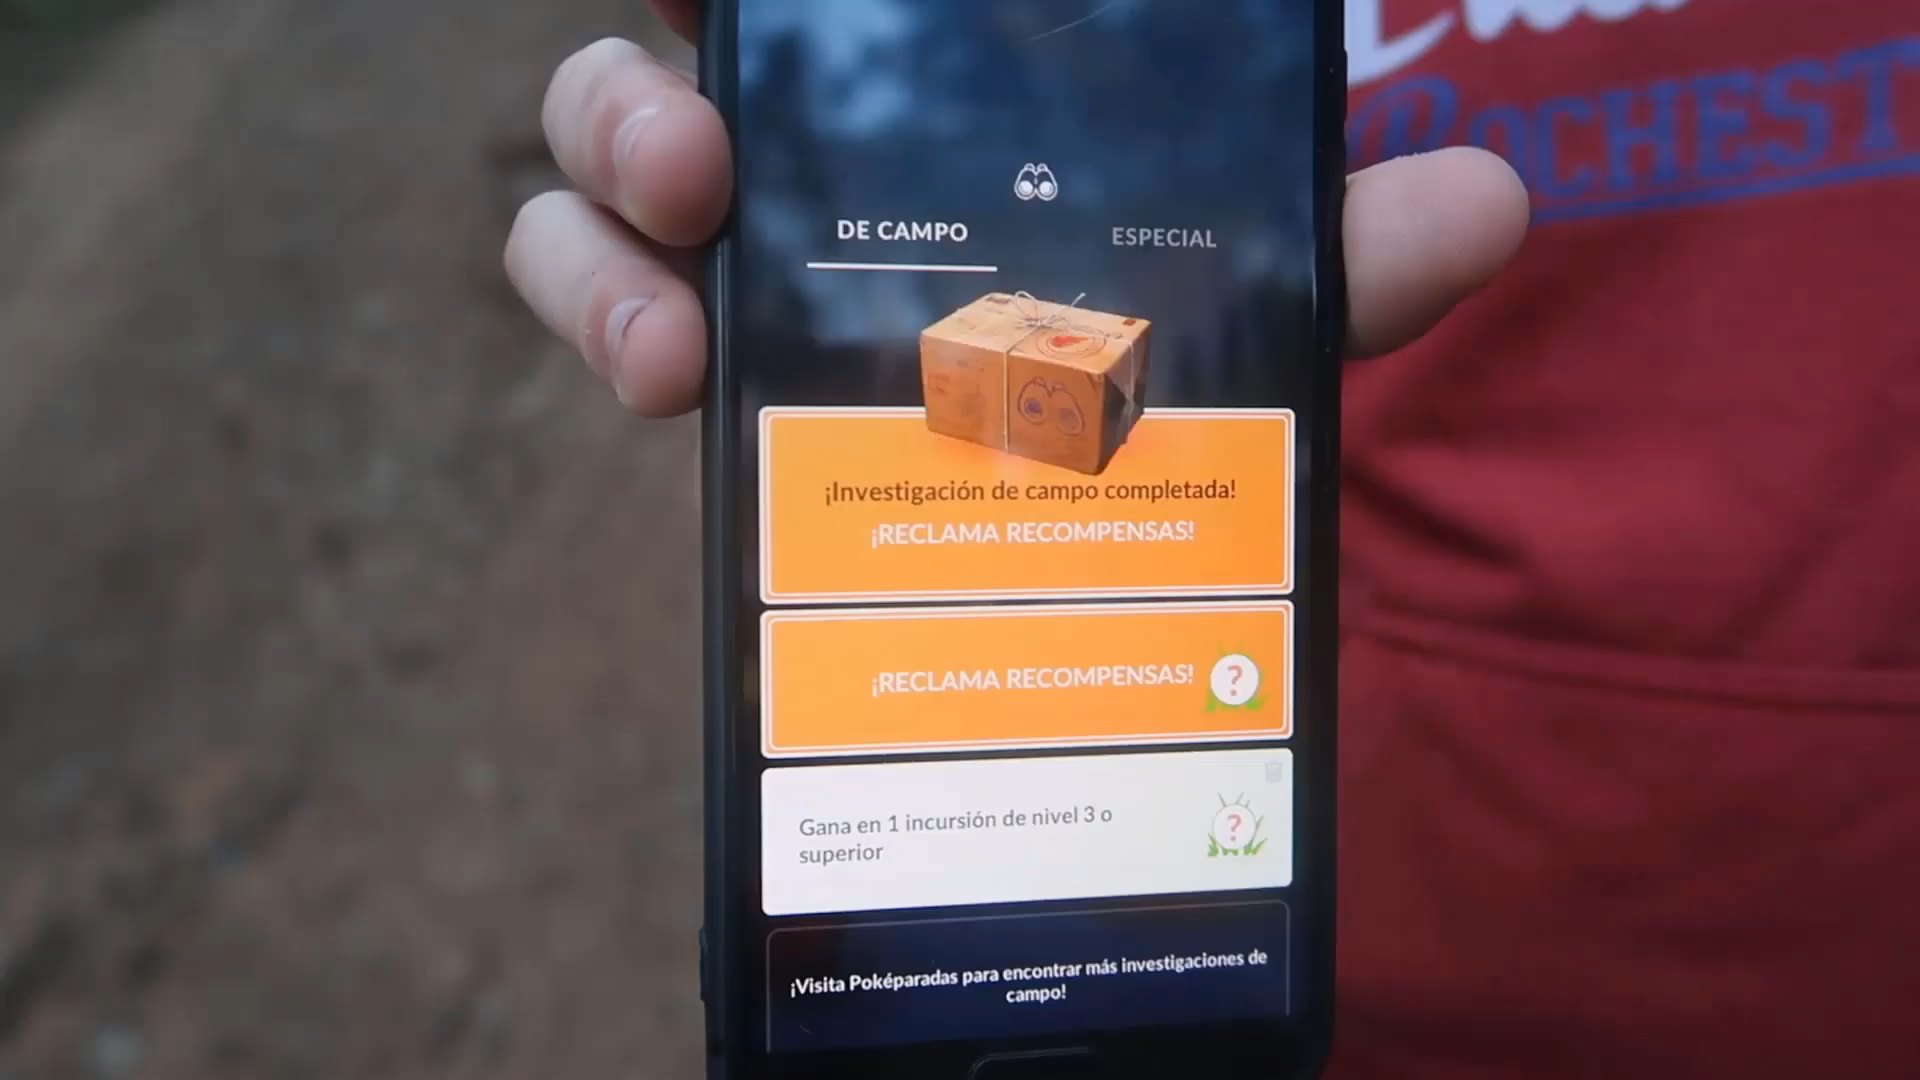 DE CAMPO
ESPECIAL
¡Investigación de campo completada!
¡RECLAMA RECOMPENSAS!
¡RECLAMA RECOMPENSAS!
?
Gana en 1 incursión de nivel 3 o
superior
?
¡Visita Poképaradas para encontrar más investigaciones de
campo!